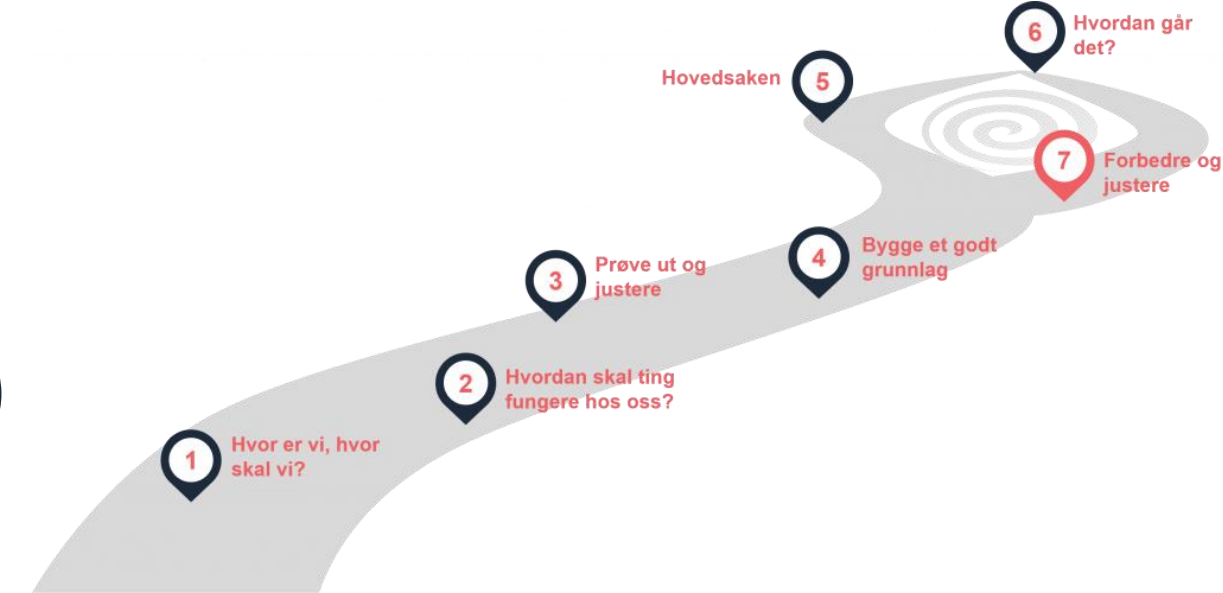 1
Hvor er vi, hvor
skal vi?
2
Hvordan skal ting
fungere hos oss?
3
Prøve ut og
justere
4
Bygge et godt
grunnlag
5
Hovedsaken
6
Hvordan går
det?
7
Forbedre og
justere